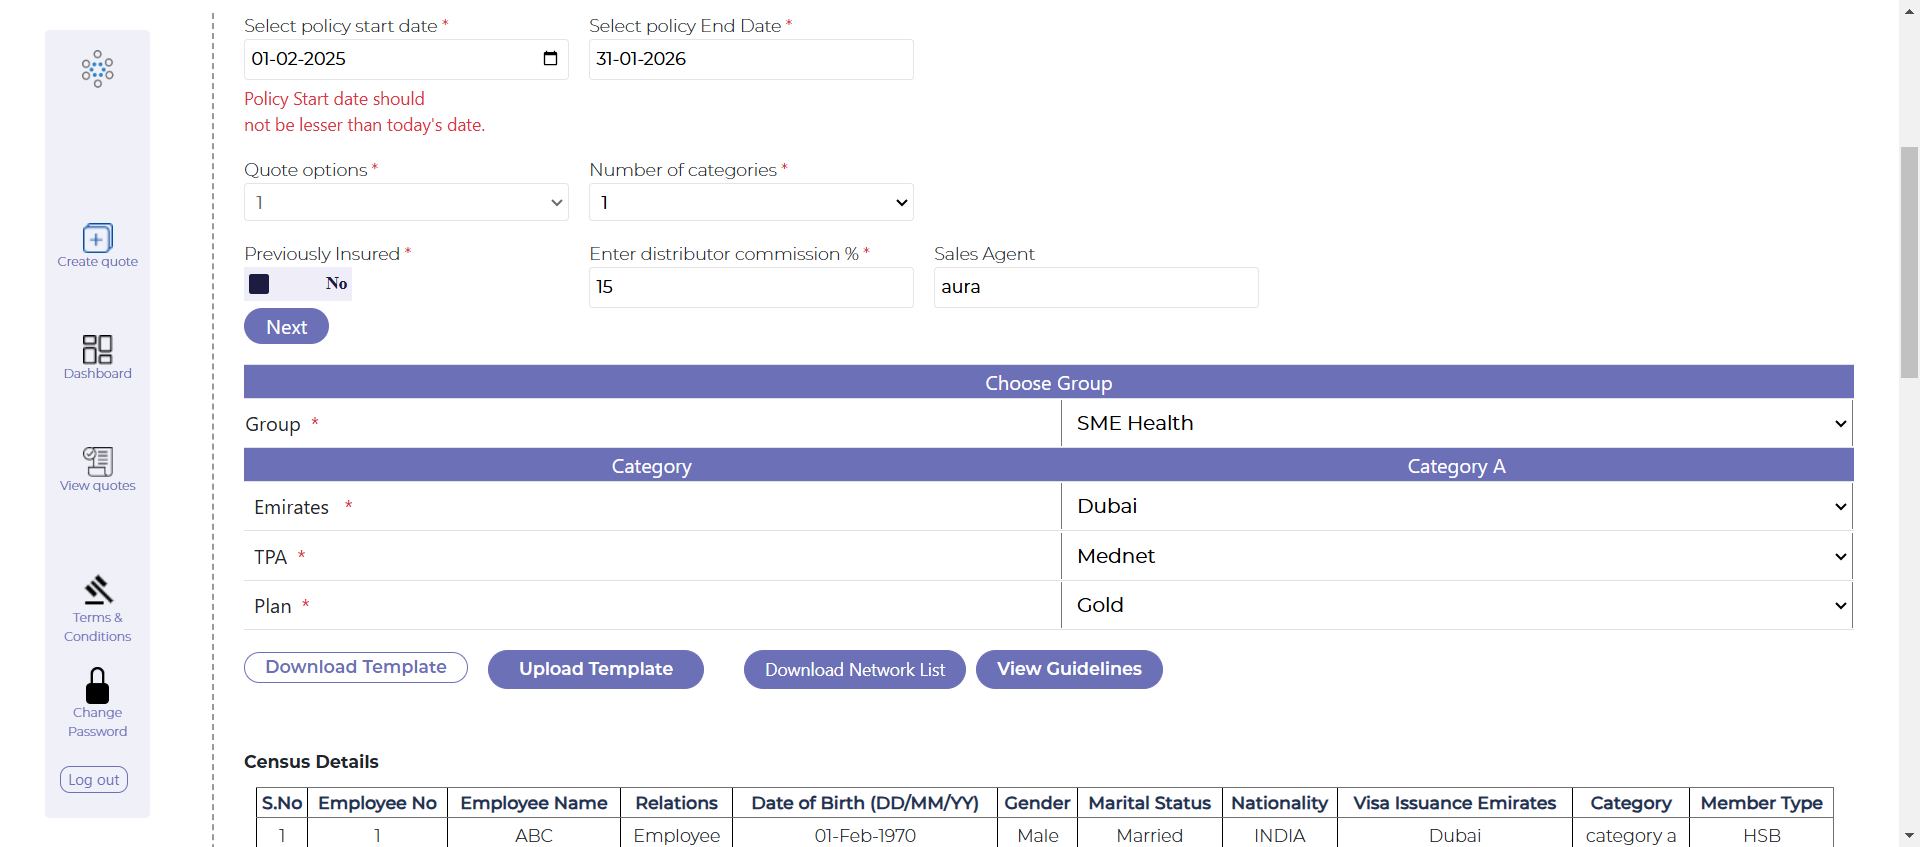 Select policy start date *
Select policy End Date *
01-02-2025
31-01-2026
Policy Start date should
not be lesser than today's date.
Quote options *
Number of categories *
1
1
Previously Insured *
Enter distributor commission % *
Sales Agent
No
15
aura
Next
Choose Group
Group *
SME Health
Category
Category A
Emirates *
Dubai
TPA *
Mednet
Plan *
Gold
Download Template
Upload Template
Download Network List
View Guidelines
Census Details
S.No Employee No Employee Name Relations Date of Birth (DD/MM/YY) Gender Marital Status Nationality Visa Issuance Emirates Category Member Type
1 1 ABC Employee 01-Feb-1970 Male Married INDIA Dubai category a HSB
Create quote
Dashboard
View quotes
Terms &
Conditions
Change
Password
Log out